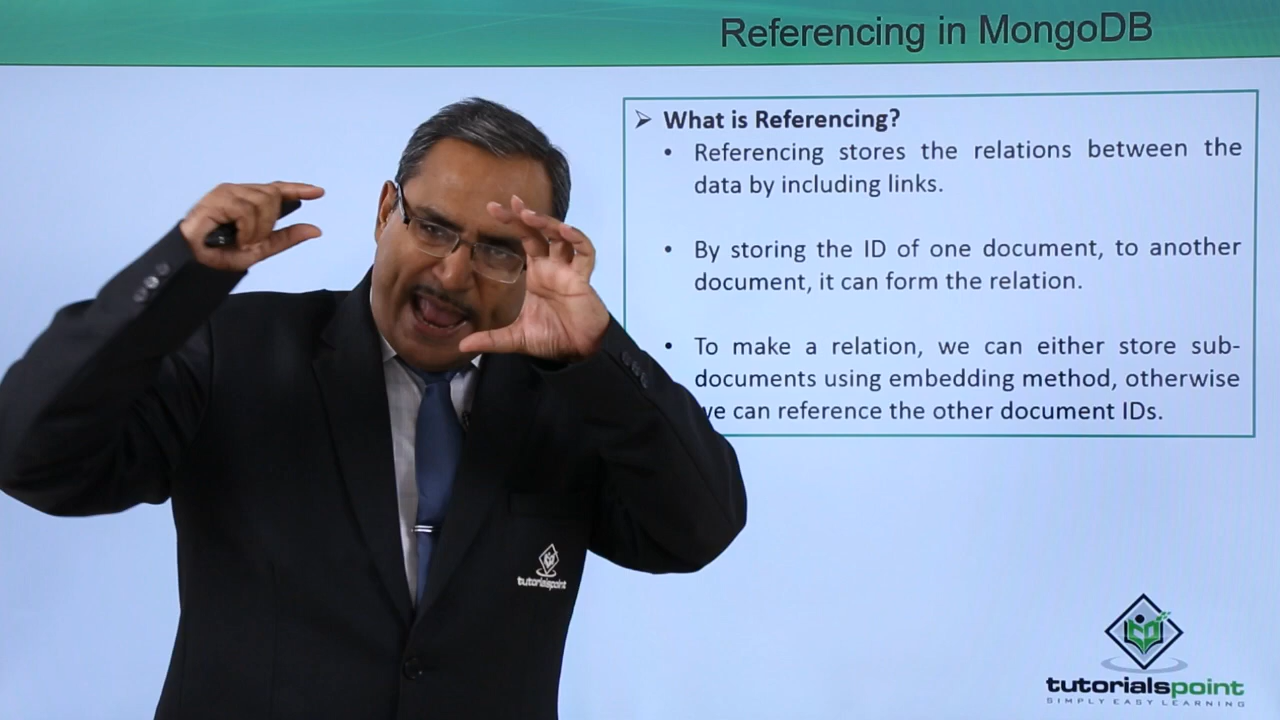 Referencing in MongoDB
➢ What is Referencing?
• Referencing stores the relations between the
data by including links.
• By storing the ID of one document, to another
document, it can form the relation.
• To make a relation, we can either store sub-
documents using embedding method, otherwise
we can reference the other document IDs.
tutorialspoint
tutorialspoint
SIMPLY EASY LEARNING